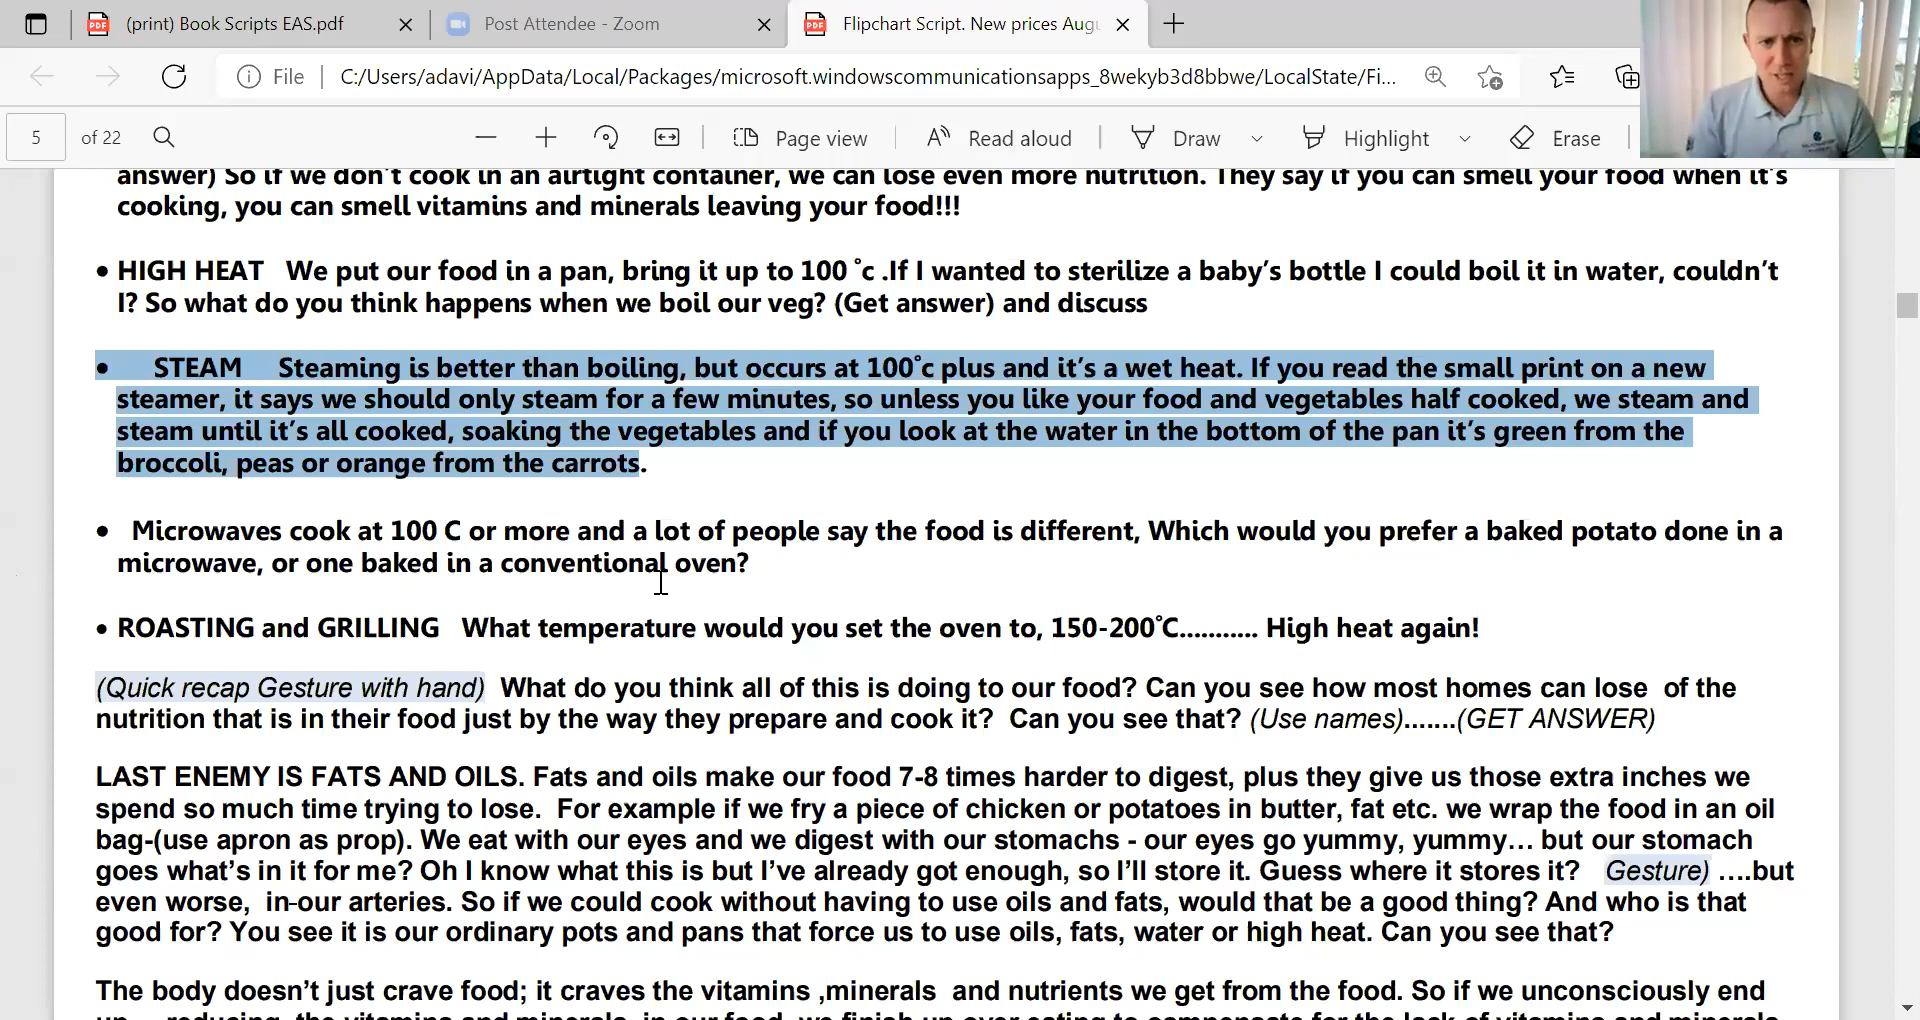 (print) Book Scripts EAS.pdf
Post Attendee - Zoom
Flipchart Script. New prices Aug
File
C:/Users/adavi/AppData/Local/Packages/microsoft.windowscommunicationsapps_8wekyb3d8bbwe/LocalState/Fi...
5 of 22
Page view
Read aloud
Draw
Highlight
Erase
answer) So if we don't cook in an airtight container, we can lose even more nutrition. They say if you can smell your food when it's
cooking, you can smell vitamins and minerals leaving your food!!!
• HIGH HEAT We put our food in a pan, bring it up to 100 °c .If I wanted to sterilize a baby's bottle I could boil it in water, couldn't
I? So what do you think happens when we boil our veg? (Get answer) and discuss
• STEAM Steaming is better than boiling, but occurs at 100°c plus and it's a wet heat. If you read the small print on a new
steamer, it says we should only steam for a few minutes, so unless you like your food and vegetables half cooked, we steam and
steam until it's all cooked, soaking the vegetables and if you look at the water in the bottom of the pan it's green from the
broccoli, peas or orange from the carrots.
• Microwaves cook at 100 C or more and a lot of people say the food is different, Which would you prefer a baked potato done in a
microwave, or one baked in a conventional oven?
• ROASTING and GRILLING What temperature would you set the oven to, 150-200°C........... High heat again!
(Quick recap Gesture with hand) What do you think all of this is doing to our food? Can you see how most homes can lose of the
nutrition that is in their food just by the way they prepare and cook it? Can you see that? (Use names).......(GET ANSWER)
LAST ENEMY IS FATS AND OILS. Fats and oils make our food 7-8 times harder to digest, plus they give us those extra inches we
spend so much time trying to lose. For example if we fry a piece of chicken or potatoes in butter, fat etc. we wrap the food in an oil
bag-(use apron as prop). We eat with our eyes and we digest with our stomachs - our eyes go yummy, yummy... but our stomach
goes what's in it for me? Oh I know what this is but I've already got enough, so I'll store it. Guess where it stores it? Gesture) ....but
even worse, in-our arteries. So if we could cook without having to use oils and fats, would that be a good thing? And who is that
good for? You see it is our ordinary pots and pans that force us to use oils, fats, water or high heat. Can you see that?
The body doesn't just crave food; it craves the vitamins ,minerals and nutrients we get from the food. So if we unconsciously end
up reducing the vitamins and minerals in our food, we finish up over eating to compensate for the lack of vitamins and minerals